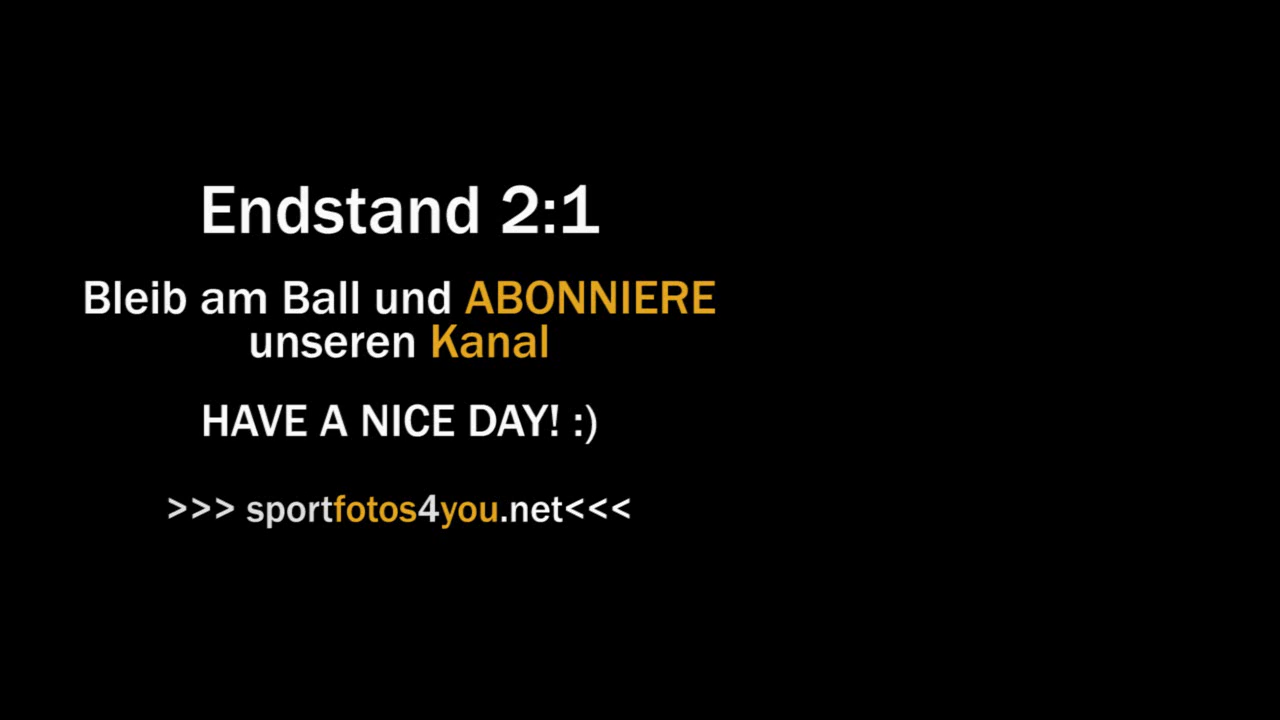 Endstand 2:1
Bleib am Ball und ABONNIERE
unseren Kanal
HAVE A NICE DAY! :)
>>> sportfotos4you.net<<<